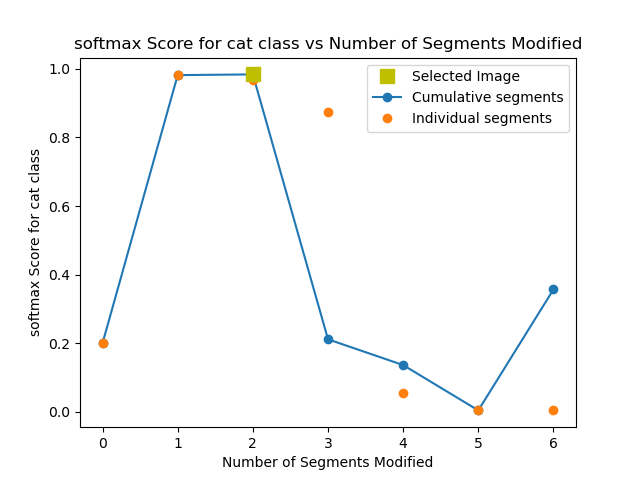 softmax Score for cat class vs Number of Segments Modified
1.0
0.8
0.6
0.4
0.2
0.0
softmax Score for cat class
Selected Image
Cumulative segments
Individual segments
0 1 2 3 4 5 6
Number of Segments Modified